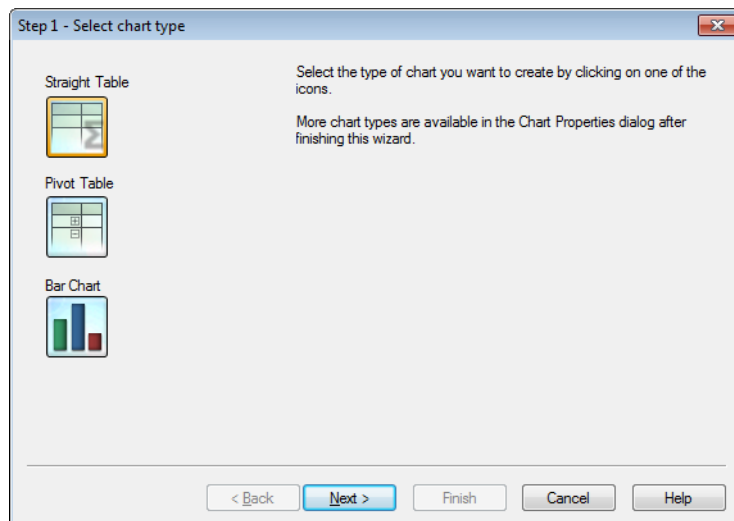 Step 1 - Select chart type
Straight Table
Select the type of chart you want to create by clicking on one of the
icons.
More chart types are available in the Chart Properties dialog after
finishing this wizard.
Pivot Table
Bar Chart
< Back
Next >
Finish
Cancel
Help